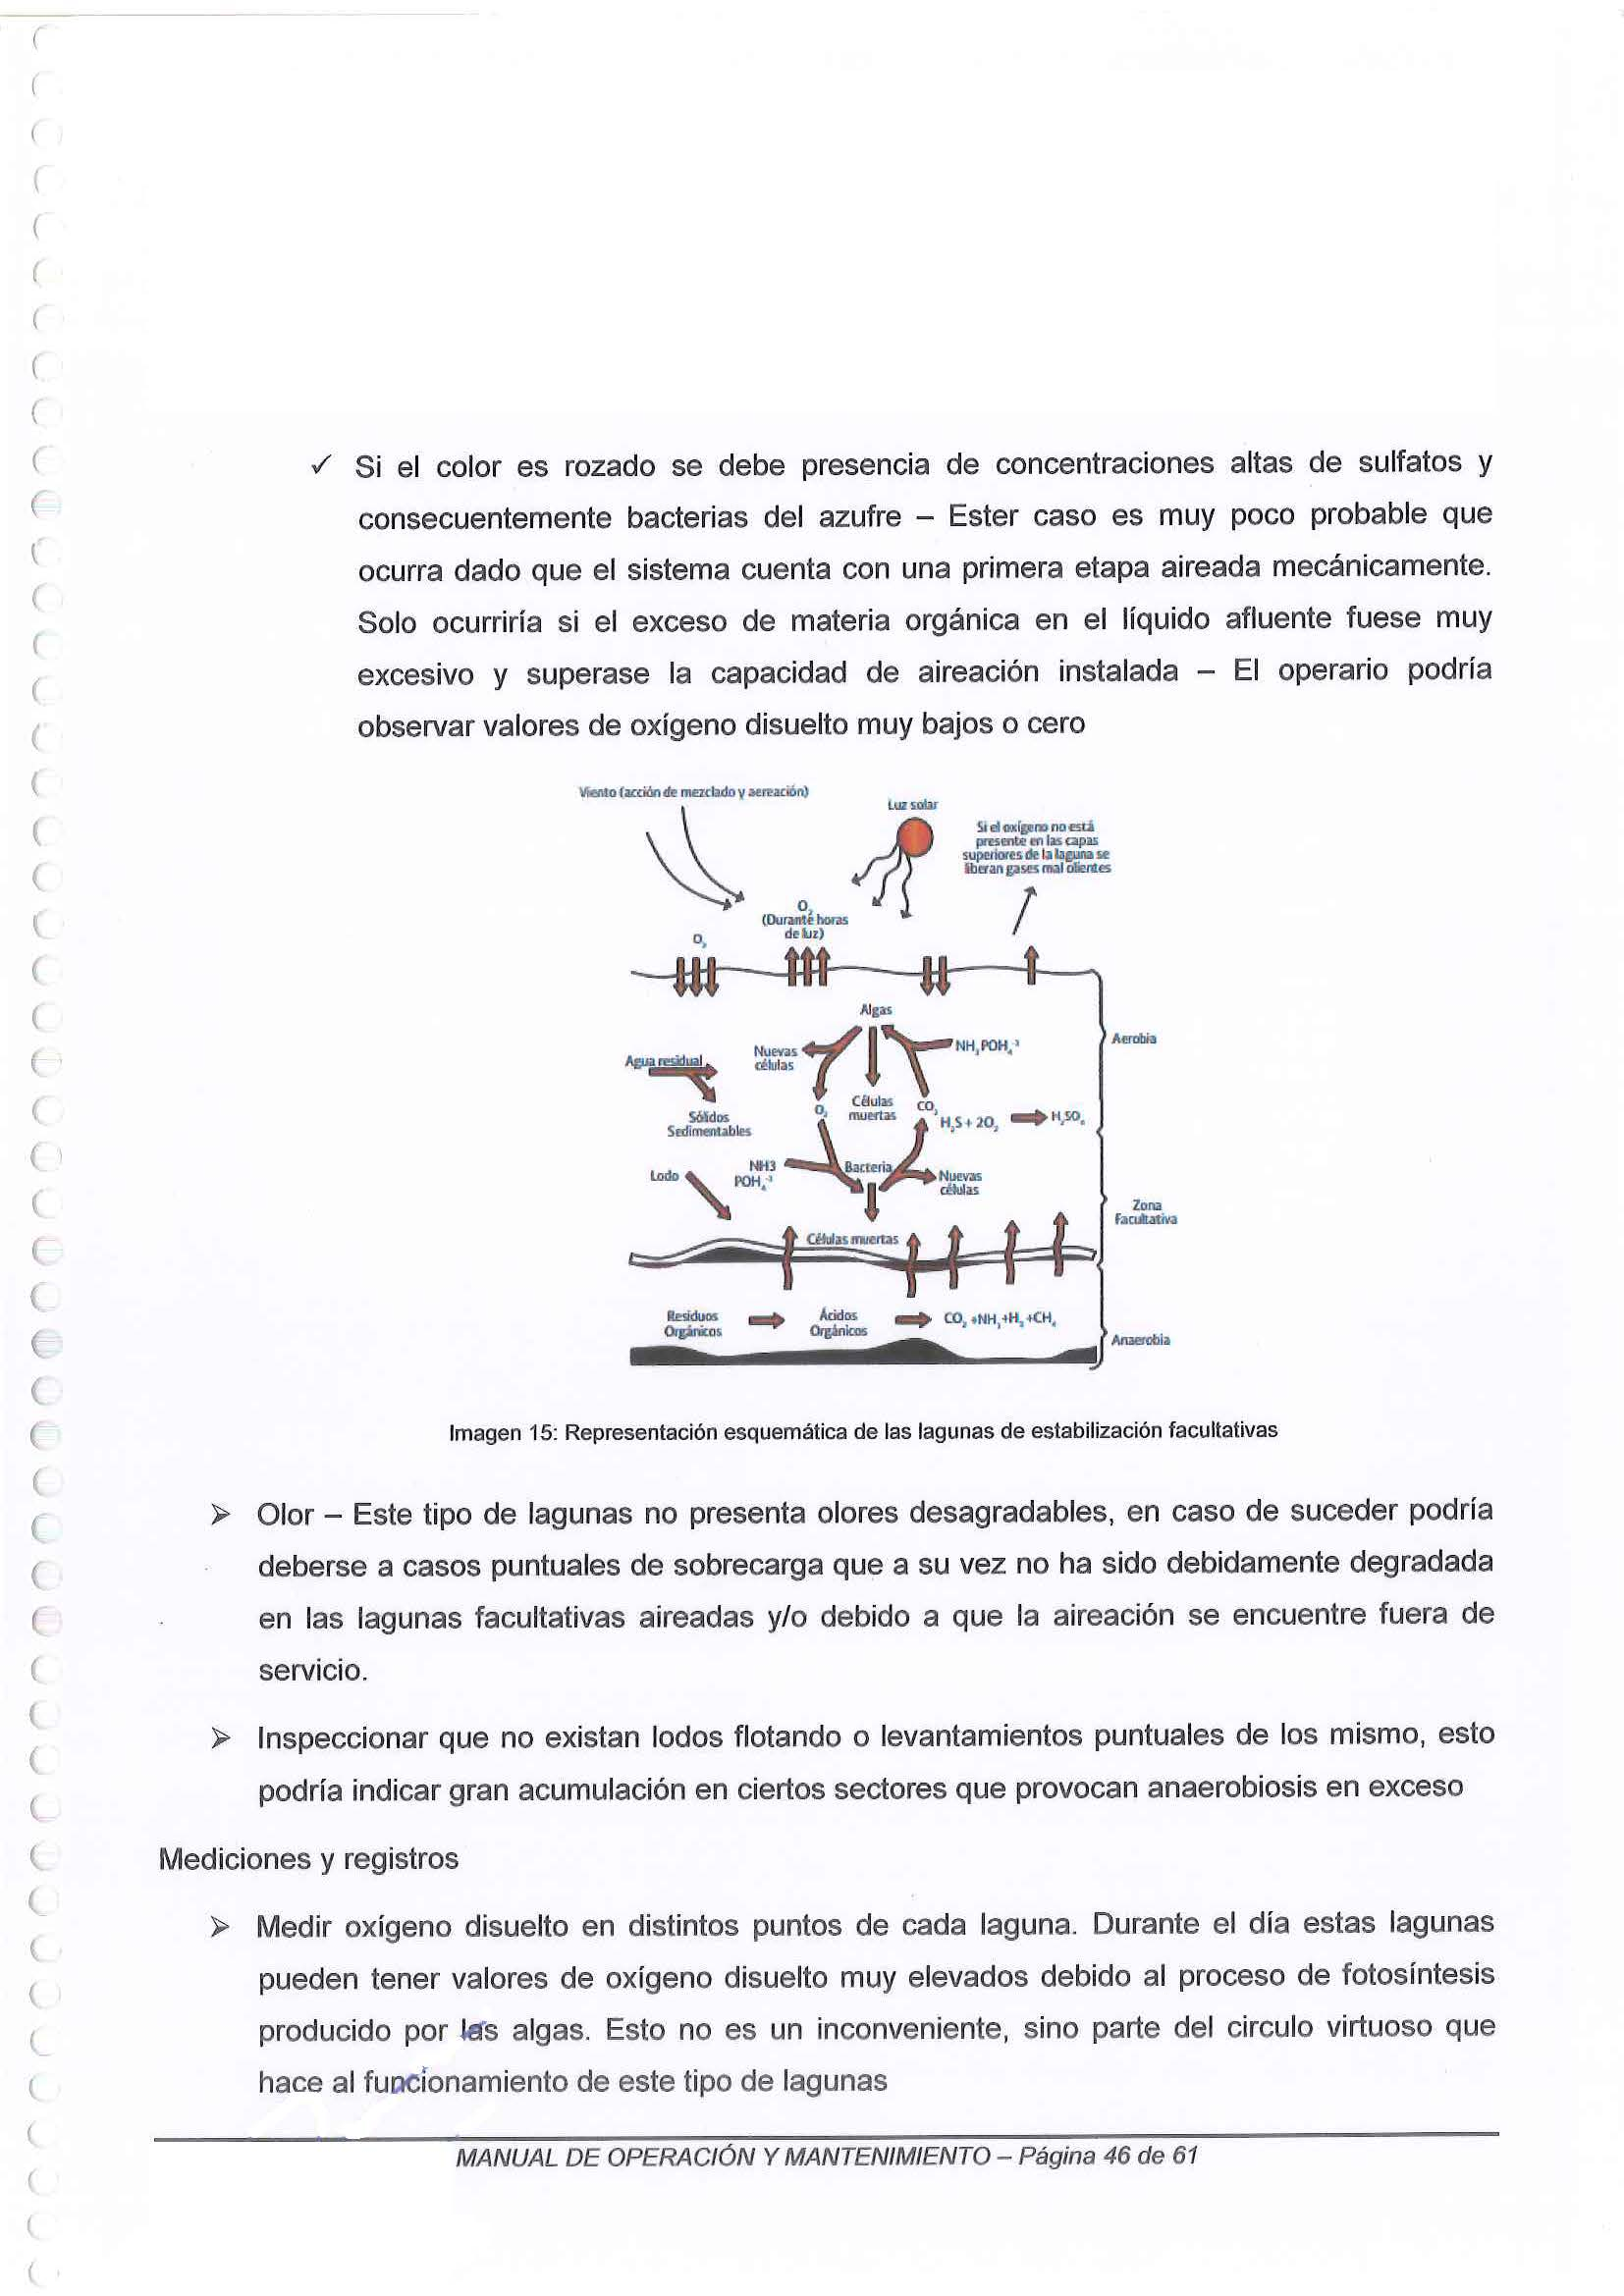 ✓ Si el color es rozado se debe presencia de concentraciones altas de sulfatos y
consecuentemente bacterias del azufre – Ester caso es muy poco probable que
ocurra dado que el sistema cuenta con una primera etapa aireada mecánicamente.
Solo ocurriría si el exceso de materia orgánica en el líquido afluente fuese muy
excesivo y superase la capacidad de aireación instalada – El operario podría
observar valores de oxígeno disuelto muy bajos o cero
Viento (acción de mezclado y aereación)
Luz solar
Si el oxígeno no está
presente en las capas
superiores de la laguna se
liberan gases mal olientes
O₂
(Durante horas
de luz)
O₂
Algas
Aerobia
Nuevas
células
NH₃ POH₄⁻³
Agua residual
Sólidos
Sedimentables
O₂
Células
muertas
CO₂
H₂S + 2O₂
H₂SO₄
Lodo
NH3
POH₄⁻³
Bacteria
Nuevas
células
Zona
Facultativa
Células muertas
Residuos
Orgánicos
Ácidos
Orgánicos
CO₂ +NH₃+H₂ +CH₄
Anaerobia
Imagen 15: Representación esquemática de las lagunas de estabilización facultativas
➢ Olor – Este tipo de lagunas no presenta olores desagradables, en caso de suceder podría
deberse a casos puntuales de sobrecarga que a su vez no ha sido debidamente degradada
en las lagunas facultativas aireadas y/o debido a que la aireación se encuentre fuera de
servicio.
➢ Inspeccionar que no existan lodos flotando o levantamientos puntuales de los mismo, esto
podría indicar gran acumulación en ciertos sectores que provocan anaerobiosis en exceso
Mediciones y registros
➢ Medir oxígeno disuelto en distintos puntos de cada laguna. Durante el día estas lagunas
pueden tener valores de oxígeno disuelto muy elevados debido al proceso de fotosíntesis
producido por las algas. Esto no es un inconveniente, sino parte del circulo virtuoso que
hace al funcionamiento de este tipo de lagunas
MANUAL DE OPERACIÓN Y MANTENIMIENTO – Página 46 de 61